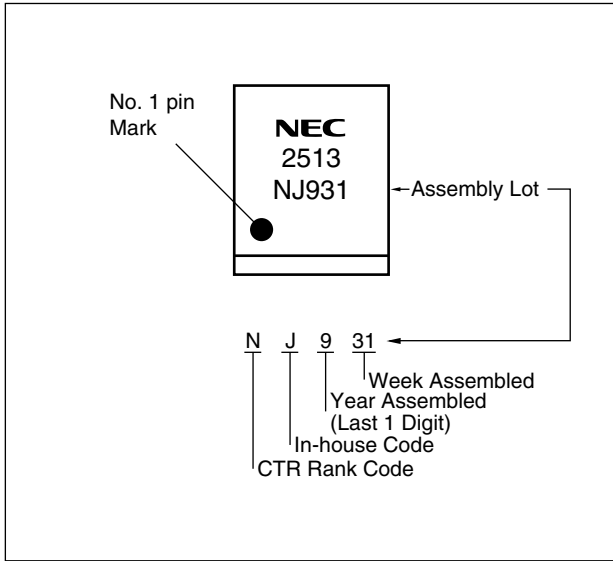 No. 1 pin
Mark
NEC
2513
NJ931
Assembly Lot
N J 9 31
Week Assembled
Year Assembled
(Last 1 Digit)
In-house Code
CTR Rank Code